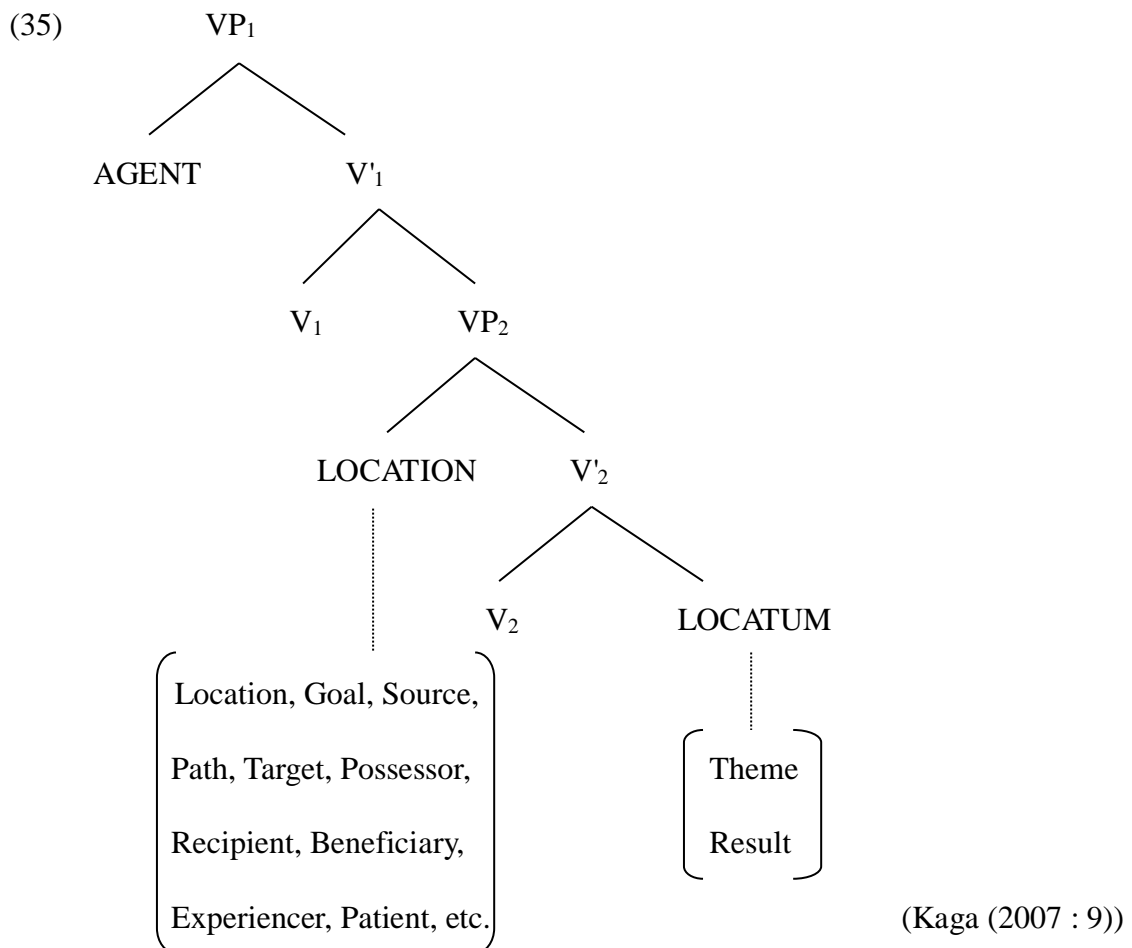 (35) VP₁
AGENT V'₁
V₁ VP₂
LOCATION V'₂
V₂ LOCATUM
Location, Goal, Source,
Path, Target, Possessor, Theme
Recipient, Beneficiary, Result
Experiencer, Patient, etc. (Kaga (2007 : 9))